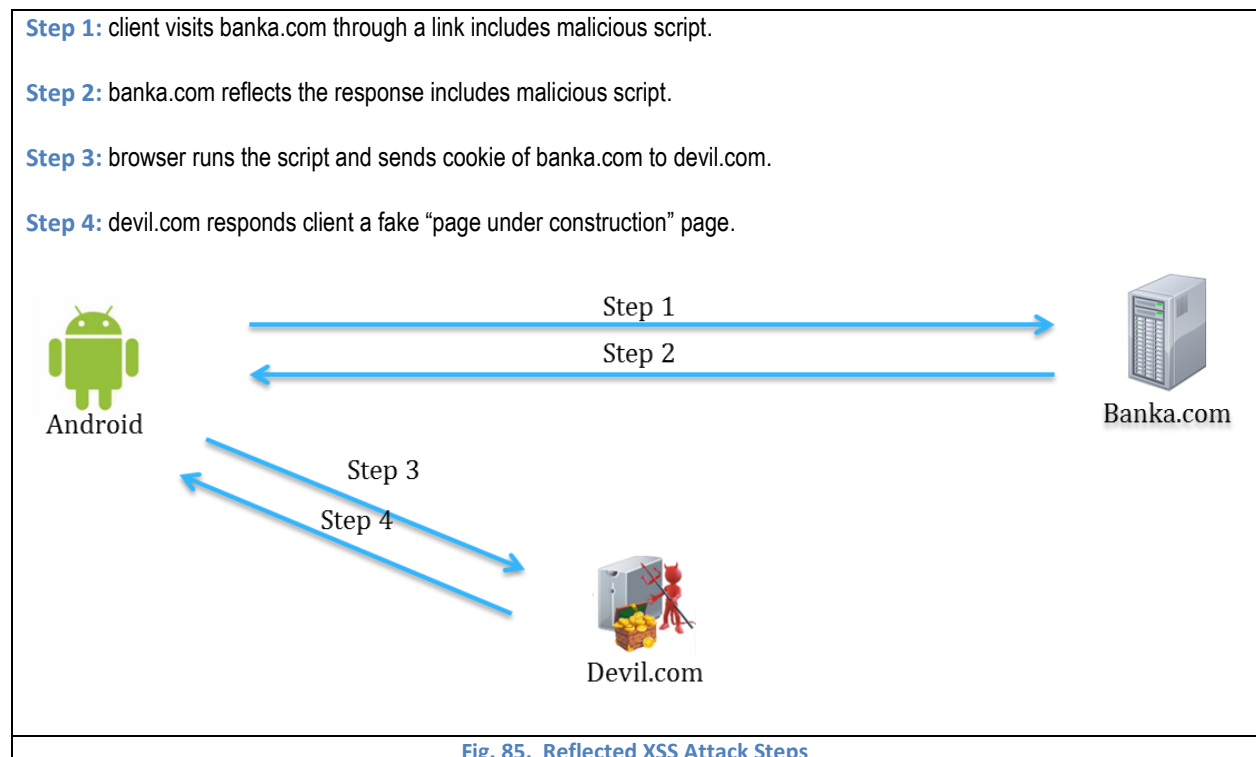 Step 1: client visits banka.com through a link includes malicious script.
Step 2: banka.com reflects the response includes malicious script.
Step 3: browser runs the script and sends cookie of banka.com to devil.com.
Step 4: devil.com responds client a fake “page under construction” page.
Step 1
Step 2
Android
Banka.com
Step 3
Step 4
Devil.com
Fig. 85. Reflected XSS Attack Steps